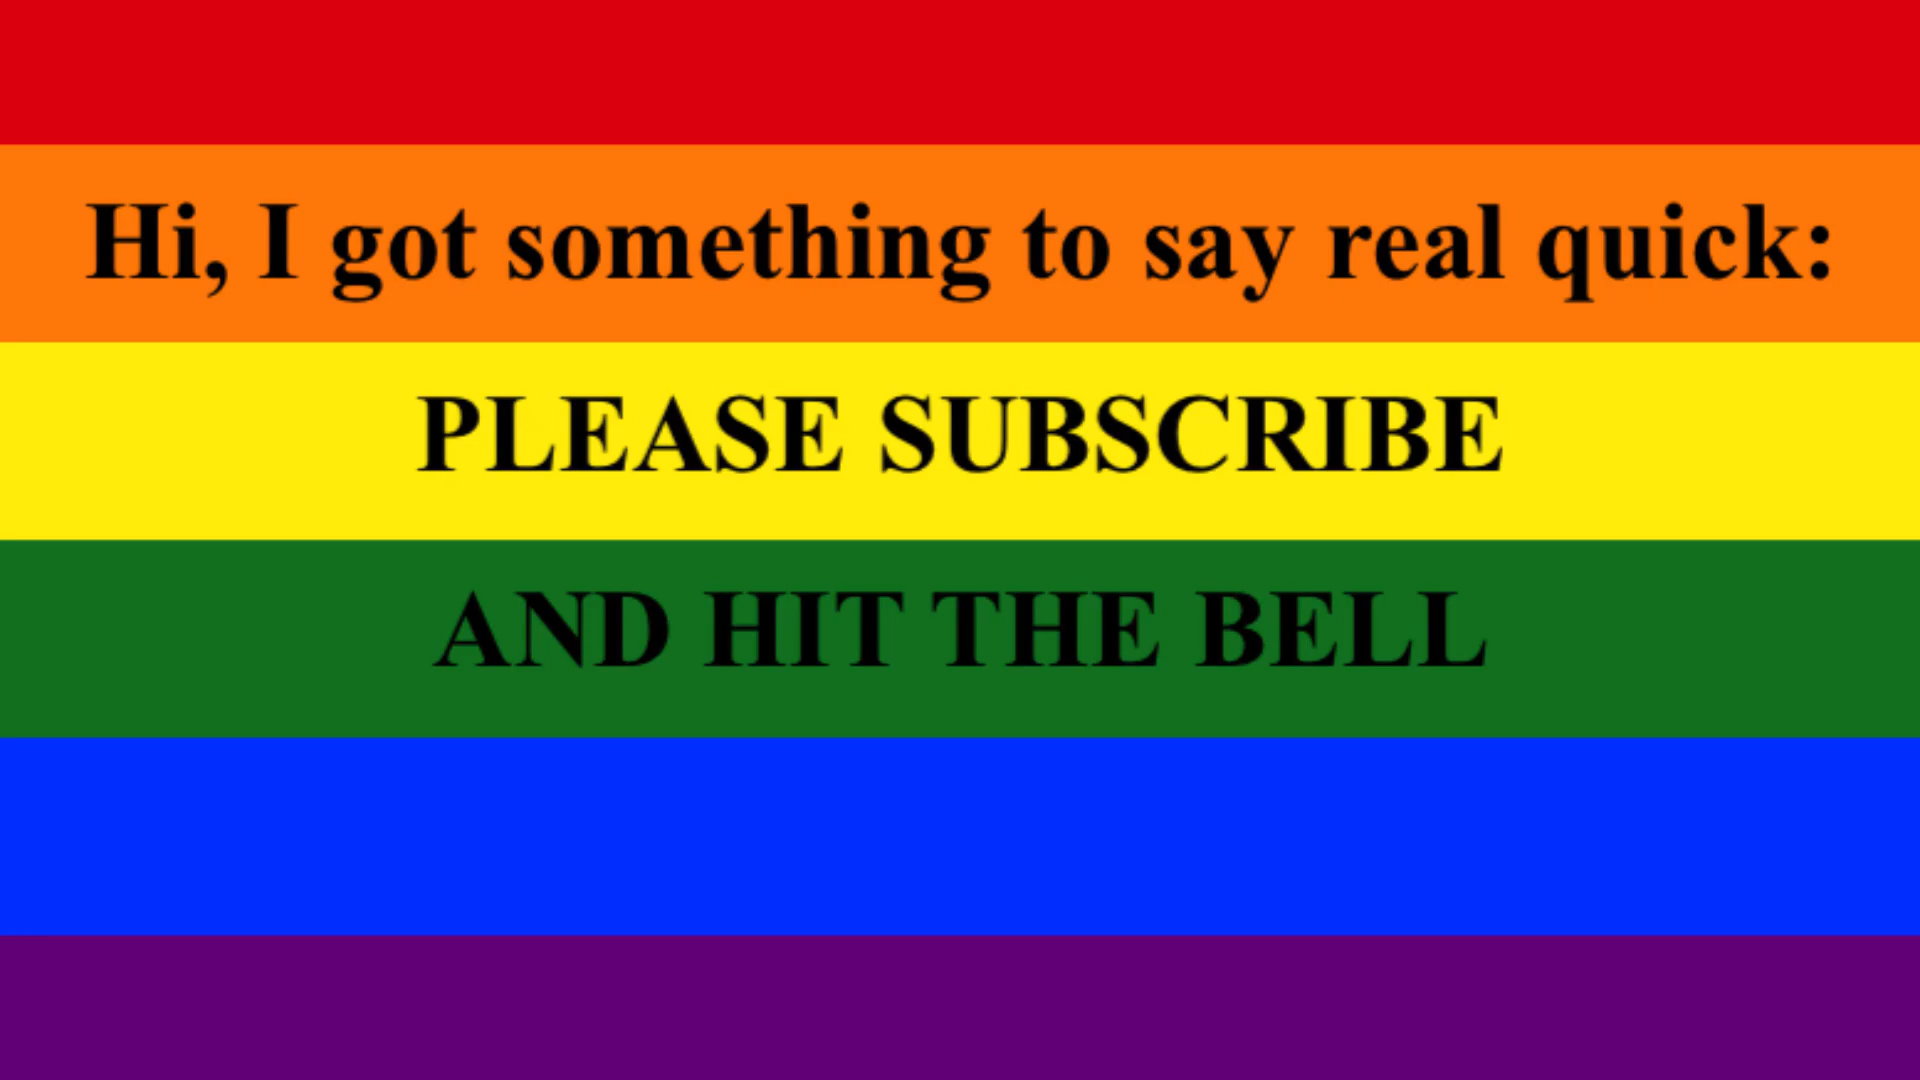 Hi, I got something to say real quick:
PLEASE SUBSCRIBE
AND HIT THE BELL